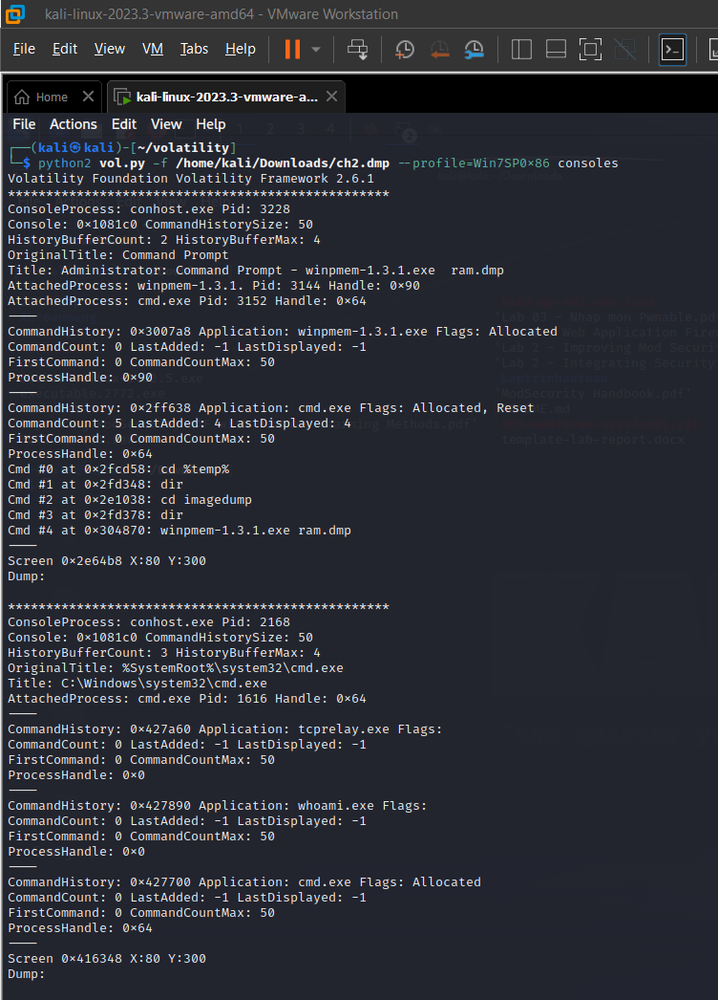 kali-linux-2023.3-vmware-amd64 - VMware Workstation
File Edit View VM Tabs Help
Home kali-linux-2023.3-vmware-a...
File Actions Edit View Help
(kali㉿kali)-[~/volatility]
$ python2 vol.py -f /home/kali/Downloads/ch2.dmp --profile=Win7SP0×86 consoles
Volatility Foundation Volatility Framework 2.6.1
**************************************************
ConsoleProcess: conhost.exe Pid: 3228
Console: 0×1081c0 CommandHistorySize: 50
HistoryBufferCount: 2 HistoryBufferMax: 4
OriginalTitle: Command Prompt
Title: Administrator: Command Prompt - winpmem-1.3.1.exe  ram.dmp
AttachedProcess: winpmem-1.3.1. Pid: 3144 Handle: 0×90
AttachedProcess: cmd.exe Pid: 3152 Handle: 0×64
----
CommandHistory: 0×3007a8 Application: winpmem-1.3.1.exe Flags: Allocated
CommandCount: 0 LastAdded: -1 LastDisplayed: -1
FirstCommand: 0 CommandCountMax: 50
ProcessHandle: 0×90
----
CommandHistory: 0×2ff638 Application: cmd.exe Flags: Allocated, Reset
CommandCount: 5 LastAdded: 4 LastDisplayed: 4
FirstCommand: 0 CommandCountMax: 50
ProcessHandle: 0×64
Cmd #0 at 0×2fcd58: cd %temp%
Cmd #1 at 0×2fd348: dir
Cmd #2 at 0×2e1038: cd imagedump
Cmd #3 at 0×2fd378: dir
Cmd #4 at 0×304870: winpmem-1.3.1.exe ram.dmp
----
Screen 0×2e64b8 X:80 Y:300
Dump:
**************************************************
ConsoleProcess: conhost.exe Pid: 2168
Console: 0×1081c0 CommandHistorySize: 50
HistoryBufferCount: 3 HistoryBufferMax: 4
OriginalTitle: %SystemRoot%\system32\cmd.exe
Title: C:\Windows\system32\cmd.exe
AttachedProcess: cmd.exe Pid: 1616 Handle: 0×64
----
CommandHistory: 0×427a60 Application: tcprelay.exe Flags:
CommandCount: 0 LastAdded: -1 LastDisplayed: -1
FirstCommand: 0 CommandCountMax: 50
ProcessHandle: 0×0
----
CommandHistory: 0×427890 Application: whoami.exe Flags:
CommandCount: 0 LastAdded: -1 LastDisplayed: -1
FirstCommand: 0 CommandCountMax: 50
ProcessHandle: 0×0
----
CommandHistory: 0×427700 Application: cmd.exe Flags: Allocated
CommandCount: 0 LastAdded: -1 LastDisplayed: -1
FirstCommand: 0 CommandCountMax: 50
ProcessHandle: 0×64
----
Screen 0×416348 X:80 Y:300
Dump: